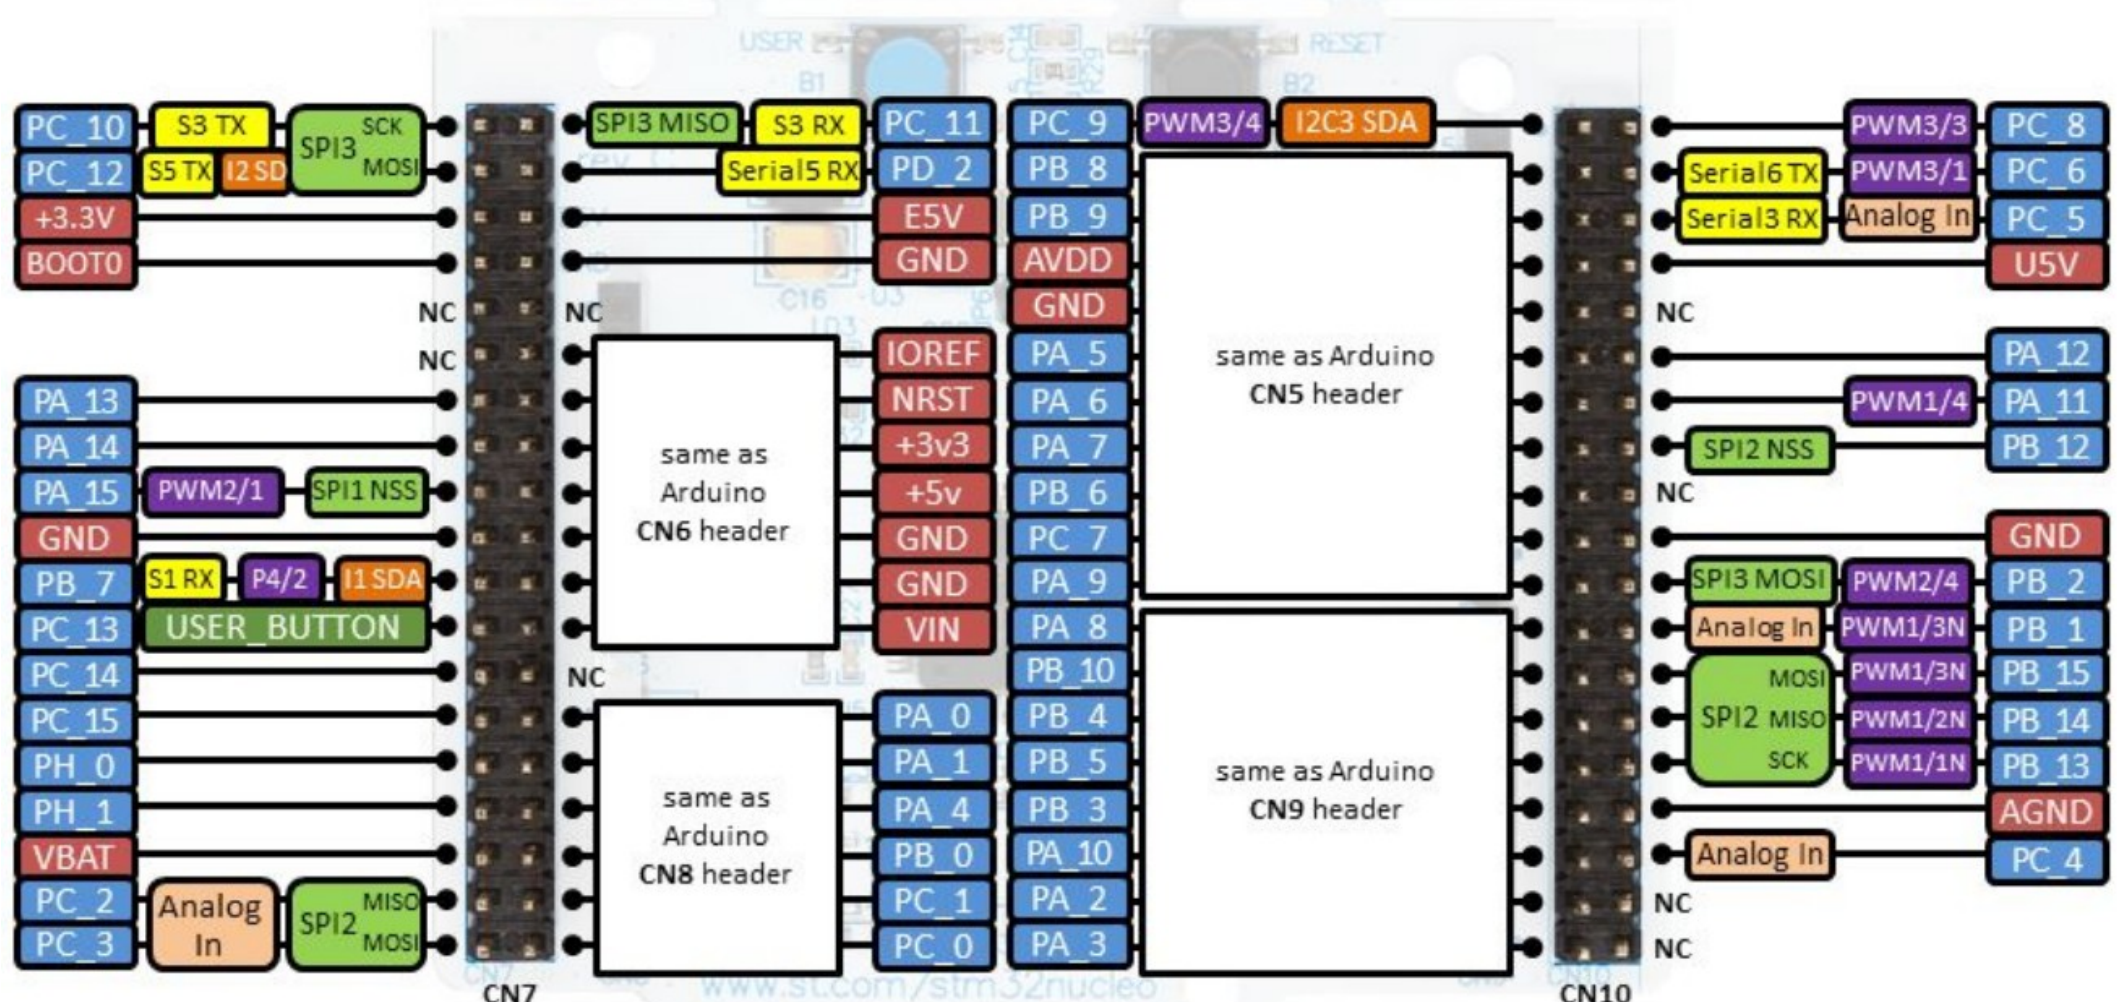 USER
RESET
B1
B2
R29
PC_10 S3 TX SPI3 SCK
PC_12 S5 TX I2 SD MOSI
+3.3V
BOOT0
NC
NC
PA_13
PA_14
PA_15 PWM2/1 SPI1 NSS
GND
PB_7 S1 RX P4/2 I1 SDA
PC_13 USER_BUTTON
PC_14
PC_15
PH_0
PH_1
VBAT
PC_2 Analog In SPI2 MISO
PC_3 MOSI
CN7
CN7
SPI3 MISO S3 RX PC_11
Serial5 RX PD_2
E5V
GND
NC
C16
U3
same as
Arduino
CN6 header
IOREF
NRST
+3v3
+5v
GND
GND
VIN
NC
same as
Arduino
CN8 header
PA_0
PA_1
PA_4
PB_0
PC_1
PC_0
www.st.com/stm32nucleo
PC_9 PWM3/4 I2C3 SDA
PB_8
PB_9
AVDD
GND
PA_5
PA_6
PA_7
PB_6
PC_7
PA_9
PA_8
PB_10
PB_4
PB_5
PB_3
PA_10
PA_2
PA_3
same as Arduino
CN5 header
same as Arduino
CN9 header
PWM3/3 PC_8
Serial6 TX PWM3/1 PC_6
Serial3 RX Analog In PC_5
U5V
NC
PA_12
PWM1/4 PA_11
SPI2 NSS PB_12
NC
GND
SPI3 MOSI PWM2/4 PB_2
Analog In PWM1/3N PB_1
MOSI PWM1/3N PB_15
SPI2 MISO PWM1/2N PB_14
SCK PWM1/1N PB_13
AGND
Analog In PC_4
NC
NC
CN10
CN10